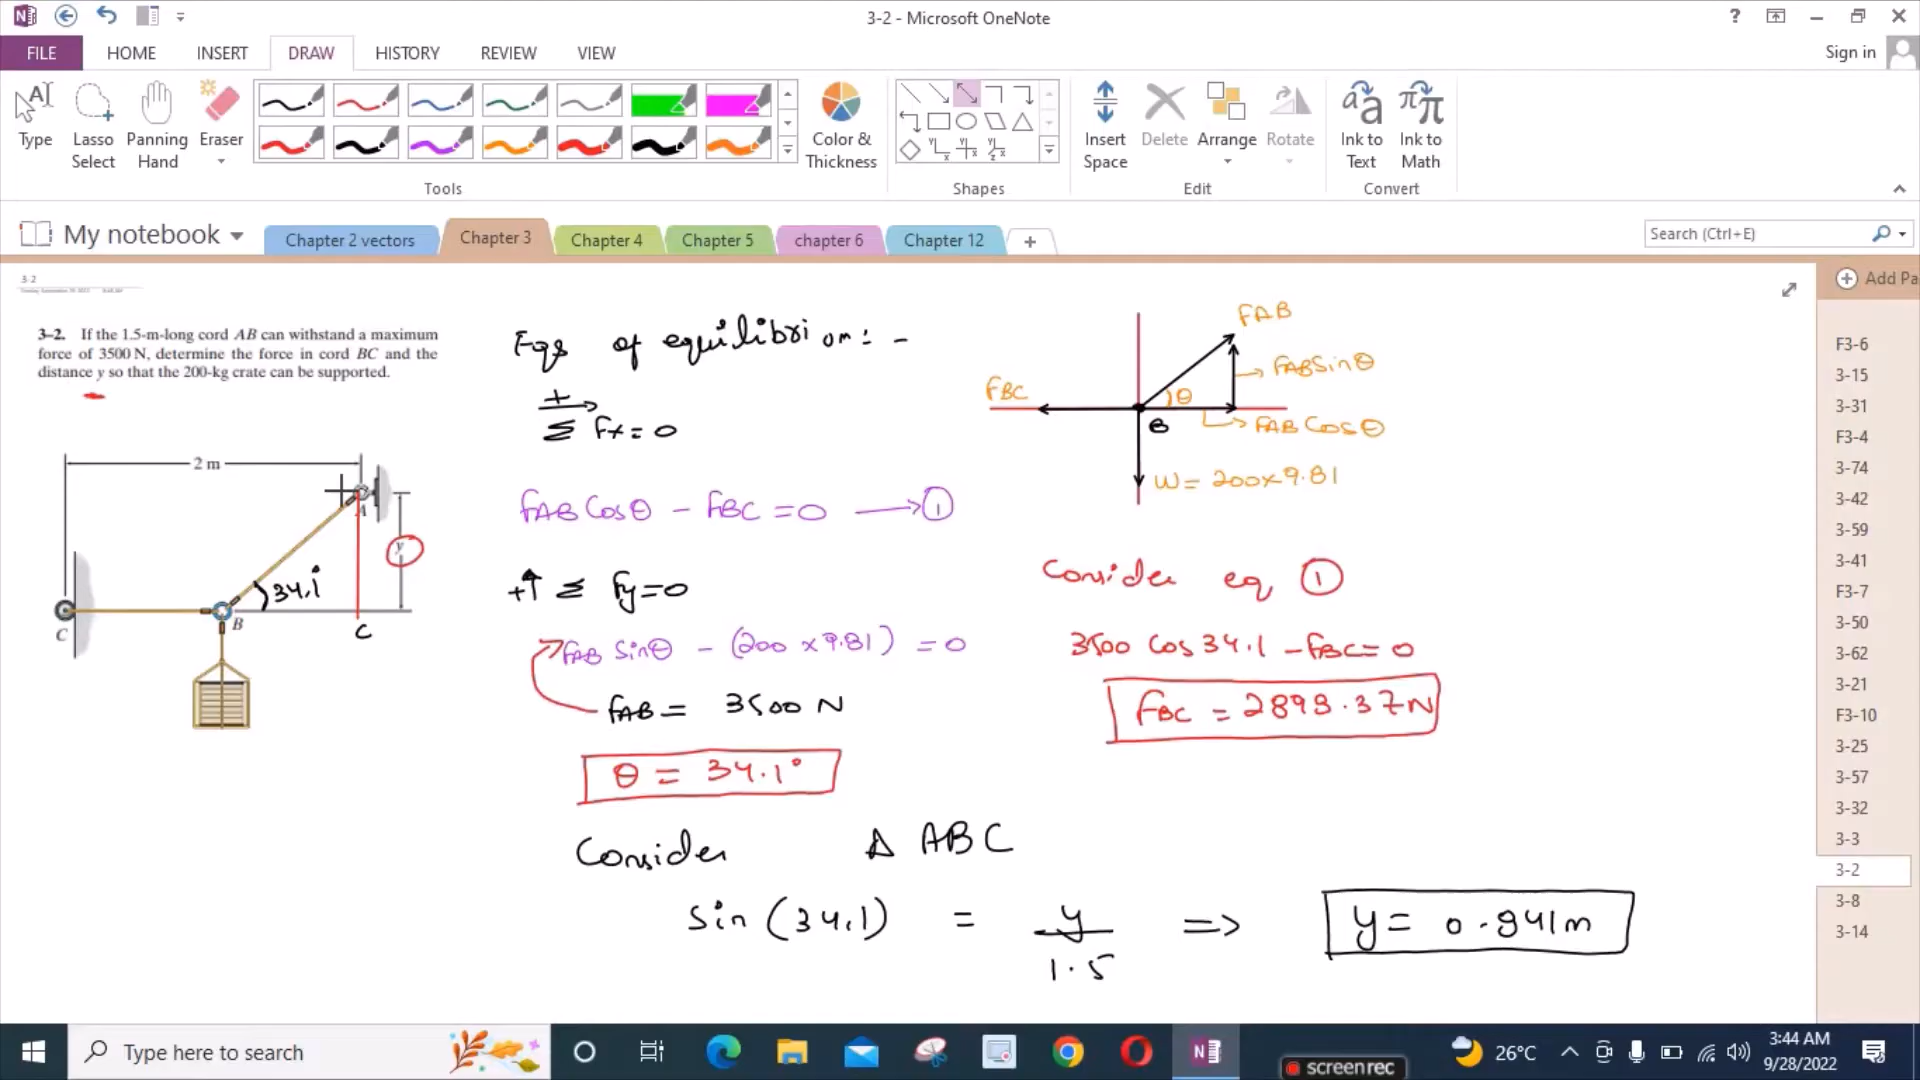 3-2 - Microsoft OneNote
FILE HOME INSERT DRAW HISTORY REVIEW VIEW
Sign in
Type
Lasso Select
Panning Hand
Eraser
Color & Thickness
Insert Space
Delete
Arrange
Rotate
Ink to Text
Ink to Math
Tools
Shapes
Edit
Convert
My notebook
Chapter 2 vectors
Chapter 3
Chapter 4
Chapter 5
chapter 6
Chapter 12
Search (Ctrl+E)
Add Pa
3-2
3–2. If the 1.5-m-long cord AB can withstand a maximum
force of 3500 N, determine the force in cord BC and the
distance y so that the 200-kg crate can be supported.
2 m
A
y
34.1
B
C
C
Eqs of equilibriom: -
+
Σ Fx = 0
FAB Cosθ - FBC = 0 → 1
+↑ Σ Fy = 0
FAB Sinθ - (200 x 9.81) = 0
FAB = 3500 N
θ = 34.1°
FAB
FAB Sinθ
FBC
θ
B
FAB Cosθ
W = 200x9.81
Consider eq 1
3500 Cos 34.1 - FBC = 0
FBC = 2898.37N
Consider Δ ABC
Sin (34.1) = y/1.5 => y = 0.841m
F3-6
3-15
3-31
F3-4
3-74
3-42
3-59
3-41
F3-7
3-50
3-62
3-21
F3-10
3-25
3-57
3-32
3-3
3-2
3-8
3-14
Type here to search
screenrec
26°C
3:44 AM
9/28/2022